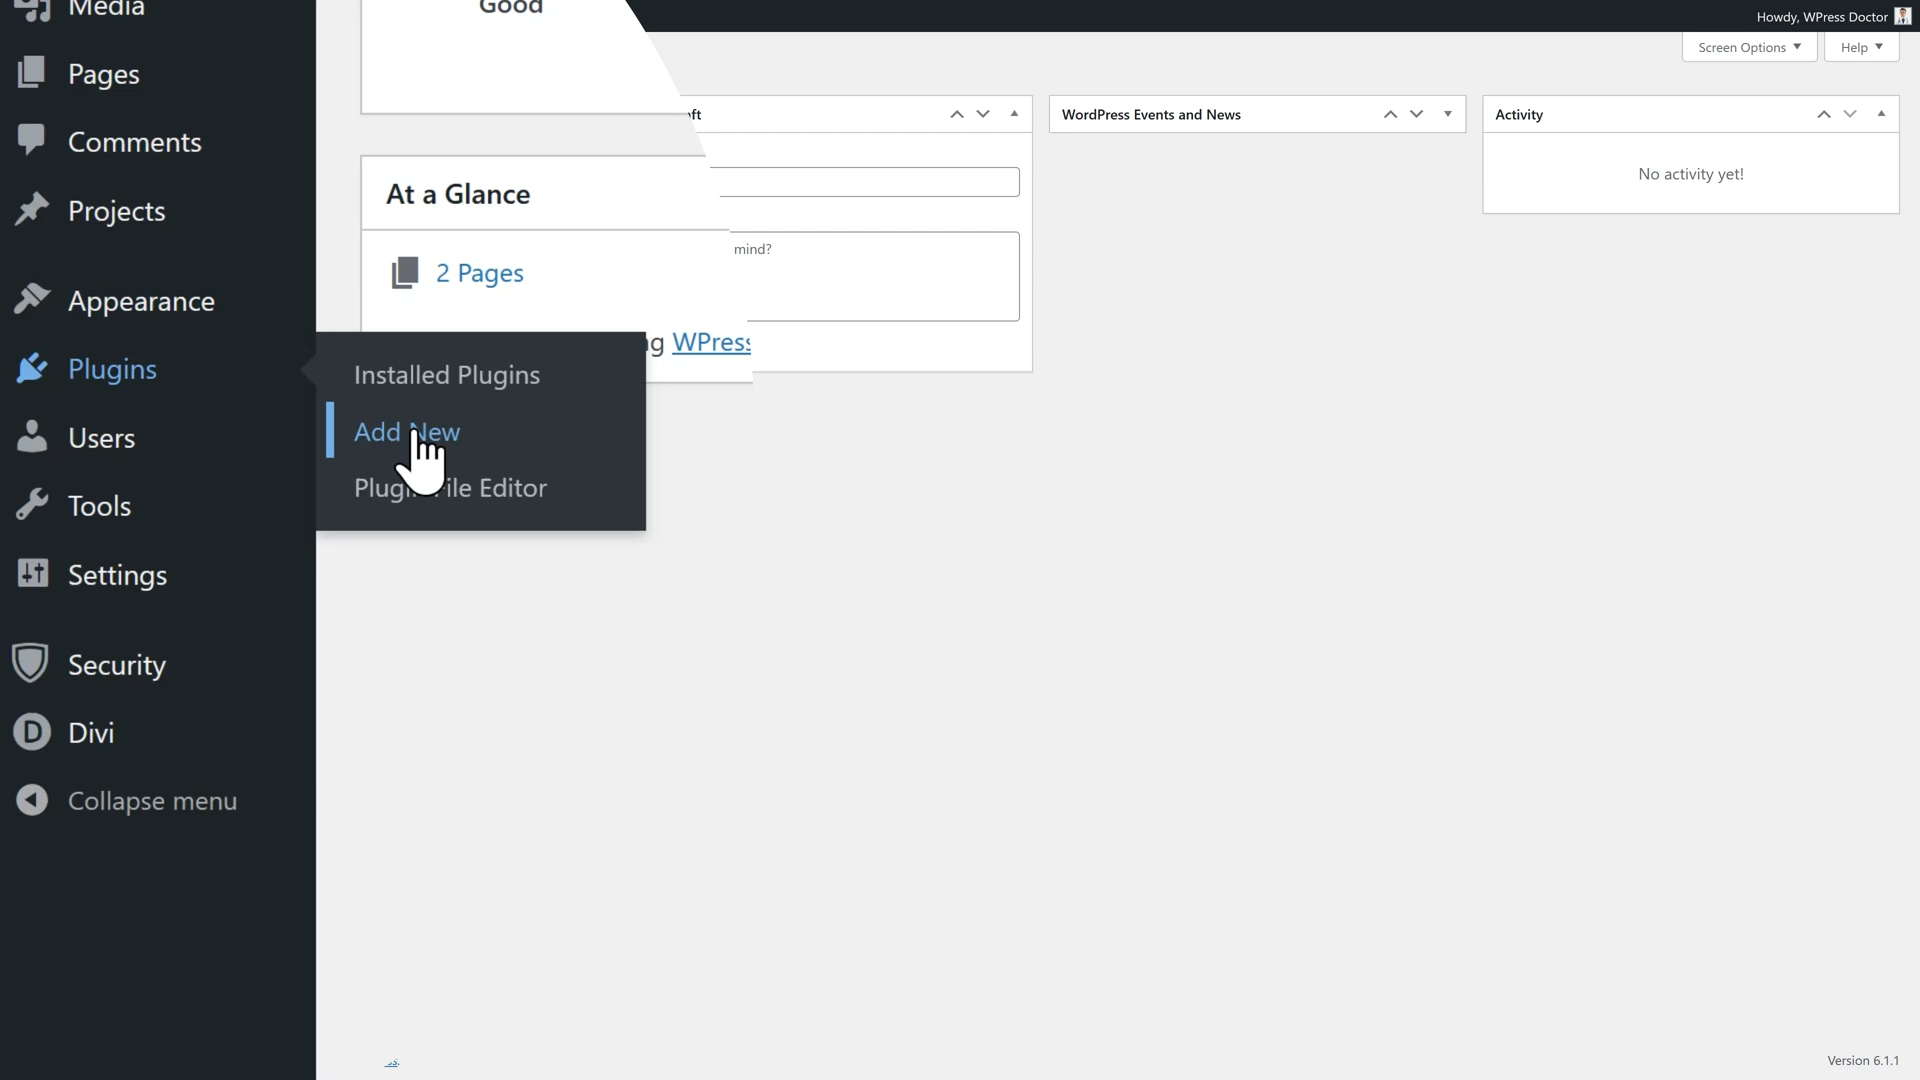 Media
Pages
Comments
Projects
Appearance
Plugins
Users
Tools
Settings
Security
Divi
Collapse menu
Installed Plugins
Add New
Plugin File Editor
Good
At a Glance
2 Pages
WPress
mind?
Howdy, WPress Doctor
Screen Options
Help
WordPress Events and News
Activity
No activity yet!
Version 6.1.1